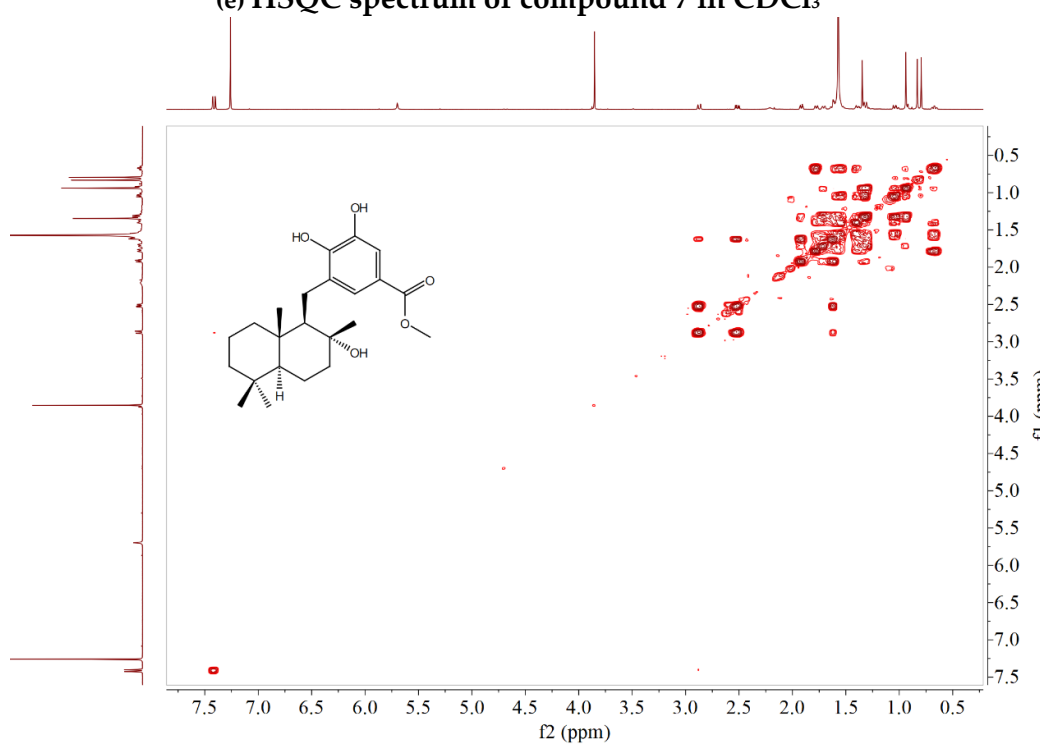 (e) HSQC spectrum of compound 7 in CDCl₃
OH
HO
O
O
OH
H
0.5
1.0
1.5
2.0
2.5
3.0
3.5
4.0
4.5
5.0
5.5
6.0
6.5
7.0
7.5
f1 (ppm)
7.5 7.0 6.5 6.0 5.5 5.0 4.5 4.0 3.5 3.0 2.5 2.0 1.5 1.0 0.5
f2 (ppm)